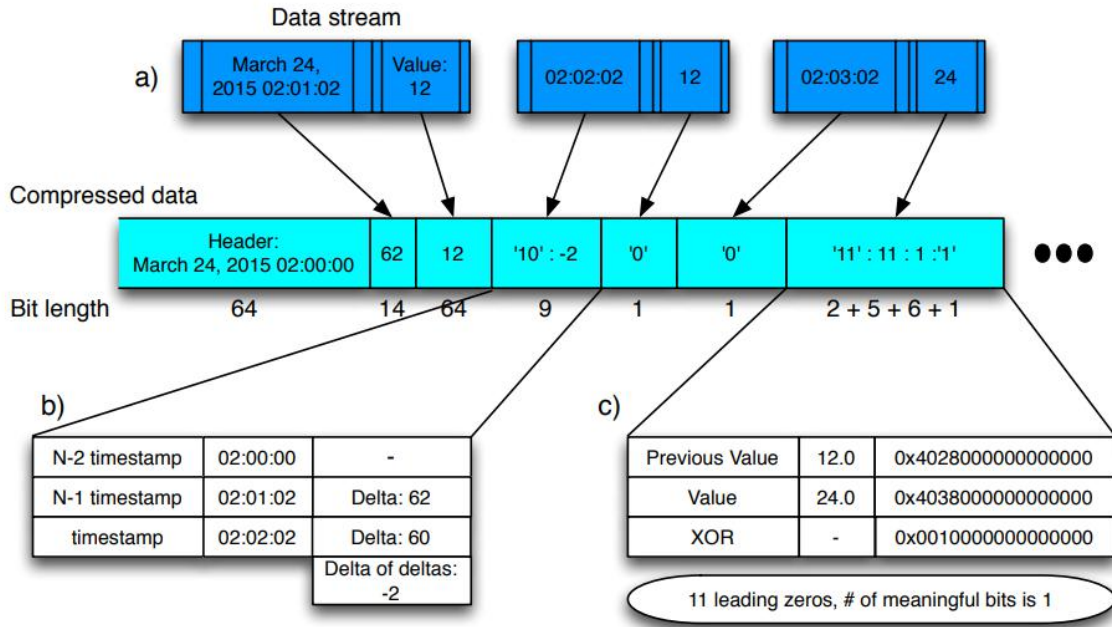 Data stream
a)
March 24,
2015 02:01:02
Value:
12
02:02:02
12
02:03:02
24
Compressed data
Header:
March 24, 2015 02:00:00
62
12
'10' : -2
'0'
'0'
'11' : 11 : 1 :'1'
Bit length
64
14
64
9
1
1
2 + 5 + 6 + 1
b)
N-2 timestamp
02:00:00
-
N-1 timestamp
02:01:02
Delta: 62
timestamp
02:02:02
Delta: 60
Delta of deltas:
-2
c)
Previous Value
12.0
0x4028000000000000
Value
24.0
0x4038000000000000
XOR
-
0x0010000000000000
11 leading zeros, # of meaningful bits is 1